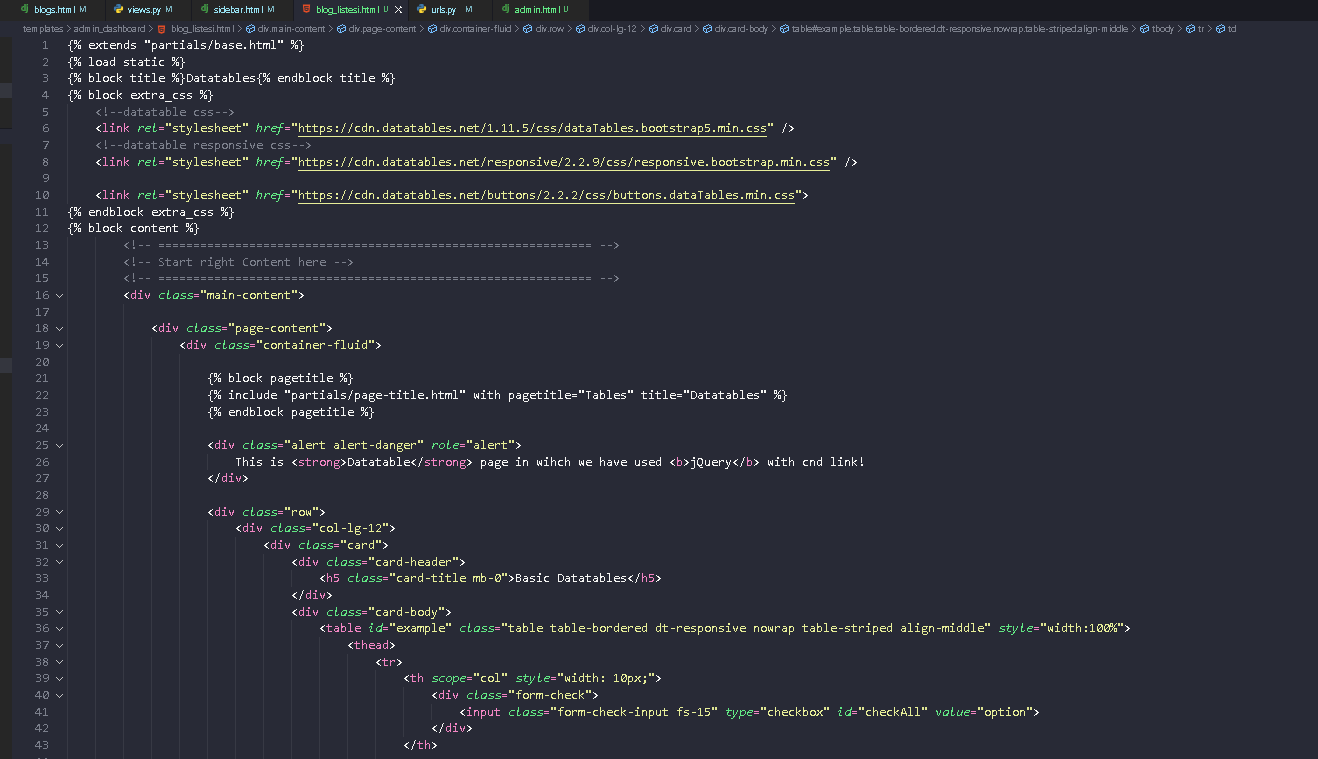 blogs.html M views.py M sidebar.html M blog_listesi.html U urls.py M admin.html U
templates > admin_dashboard > blog_listesi.html > div.main-content > div.page-content > div.container-fluid > div.row > div.col-lg-12 > div.card > div.card-body > table#example.table.table-bordered.dt-responsive.nowrap.table-striped.align-middle > tbody > tr > td
1 {% extends "partials/base.html" %}
2 {% load static %}
3 {% block title %}Datatables{% endblock title %}
4 {% block extra_css %}
5 <!--datatable css-->
6 <link rel="stylesheet" href="https://cdn.datatables.net/1.11.5/css/dataTables.bootstrap5.min.css" />
7 <!--datatable responsive css-->
8 <link rel="stylesheet" href="https://cdn.datatables.net/responsive/2.2.9/css/responsive.bootstrap.min.css" />
9
10 <link rel="stylesheet" href="https://cdn.datatables.net/buttons/2.2.2/css/buttons.dataTables.min.css">
11 {% endblock extra_css %}
12 {% block content %}
13 <!-- ============================================================== -->
14 <!-- Start right Content here -->
15 <!-- ============================================================== -->
16 <div class="main-content">
17
18 <div class="page-content">
19 <div class="container-fluid">
20
21 {% block pagetitle %}
22 {% include "partials/page-title.html" with pagetitle="Tables" title="Datatables" %}
23 {% endblock pagetitle %}
24
25 <div class="alert alert-danger" role="alert">
26 This is <strong>Datatable</strong> page in wihch we have used <b>jQuery</b> with cnd link!
27 </div>
28
29 <div class="row">
30 <div class="col-lg-12">
31 <div class="card">
32 <div class="card-header">
33 <h5 class="card-title mb-0">Basic Datatables</h5>
34 </div>
35 <div class="card-body">
36 <table id="example" class="table table-bordered dt-responsive nowrap table-striped align-middle" style="width:100%">
37 <thead>
38 <tr>
39 <th scope="col" style="width: 10px;">
40 <div class="form-check">
41 <input class="form-check-input fs-15" type="checkbox" id="checkAll" value="option">
42 </div>
43 </th>